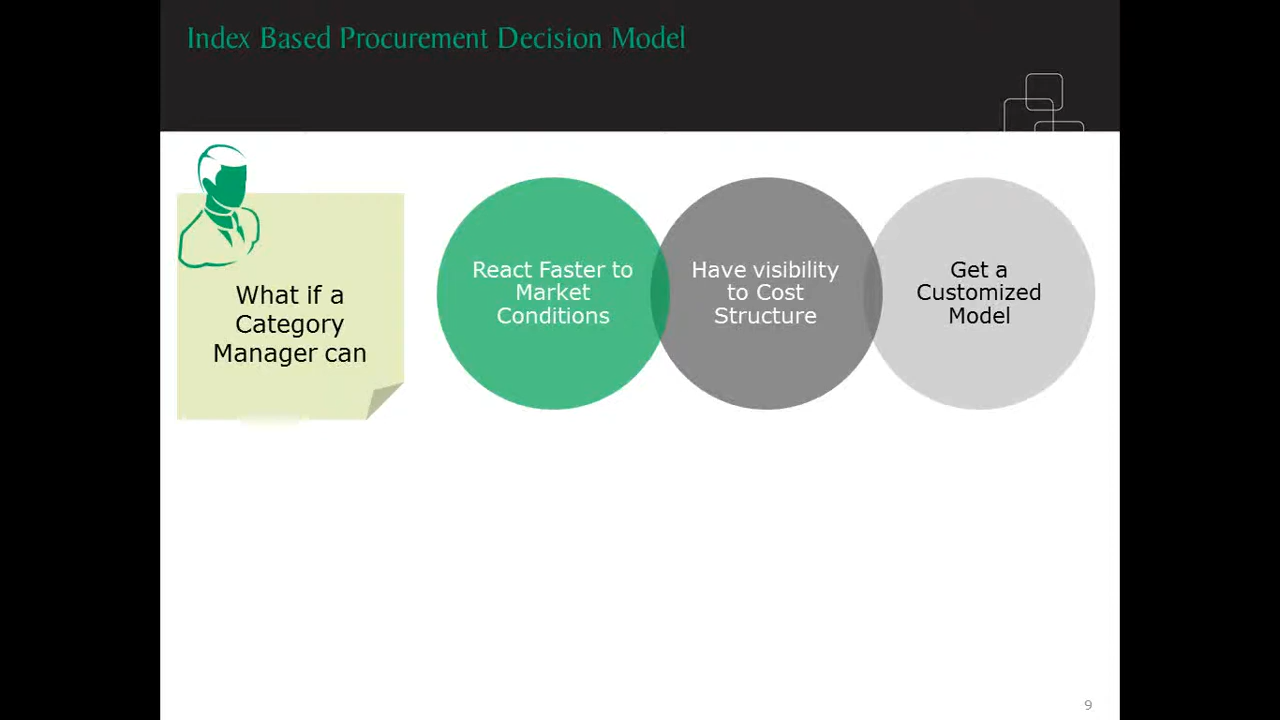 Index Based Procurement Decision Model
What if a
Category
Manager can
React Faster to
Market
Conditions
Have visibility
to Cost
Structure
Get a
Customized
Model
9